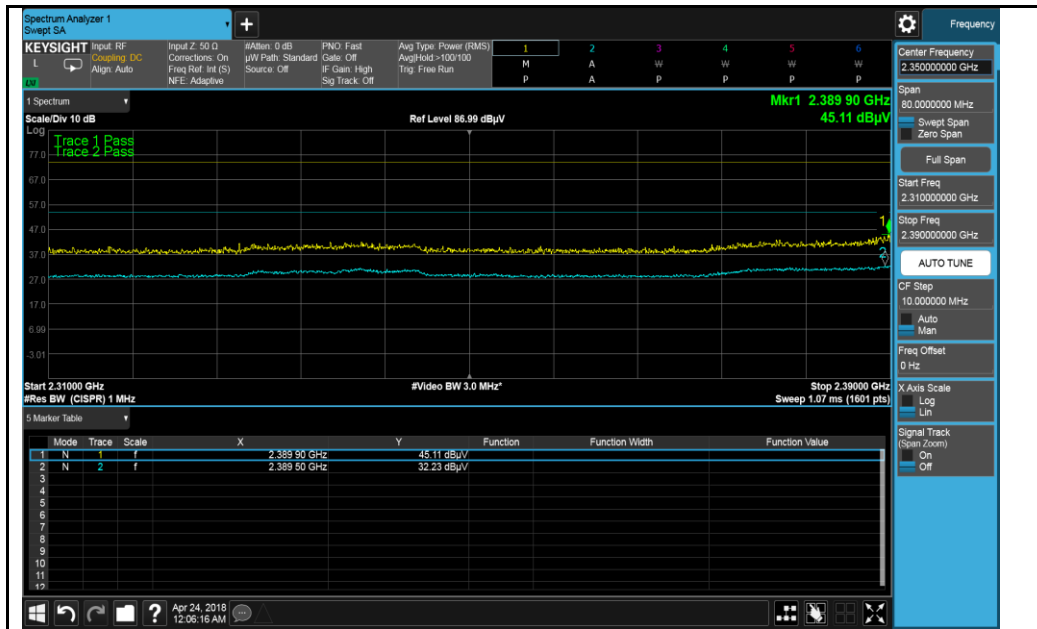 Spectrum Analyzer 1
Swept SA
Frequency
KEYSIGHT
L
Input: RF
Coupling: DC
Align: Auto
Input Z: 50 Ω
Corrections: On
Freq Ref: Int (S)
NFE: Adaptive
#Atten: 0 dB
µW Path: Standard
Source: Off
PNO: Fast
Gate: Off
IF Gain: High
Sig Track: Off
Avg Type: Power (RMS)
Avg|Hold:>100/100
Trig: Free Run
1 2 3 4 5 6
M A W W W W
P A P P P P
1 Spectrum
Scale/Div 10 dB
Ref Level 86.99 dBµV
Mkr1 2.389 90 GHz
45.11 dBµV
Log
Trace 1 Pass
Trace 2 Pass
77.0
67.0
57.0
47.0
37.0
27.0
17.0
6.99
-3.01
1
2
Start 2.31000 GHz
#Video BW 3.0 MHz*
Stop 2.39000 GHz
#Res BW (CISPR) 1 MHz
Sweep 1.07 ms (1601 pts)
5 Marker Table
Mode Trace Scale X Y Function Function Width Function Value
1 N 1 f 2.389 90 GHz 45.11 dBµV
2 N 2 f 2.389 50 GHz 32.23 dBµV
3
4
5
6
7
8
9
10
11
12
Center Frequency
2.350000000 GHz
Span
80.0000000 MHz
Swept Span
Zero Span
Full Span
Start Freq
2.310000000 GHz
Stop Freq
2.390000000 GHz
AUTO TUNE
CF Step
10.000000 MHz
Auto
Man
Freq Offset
0 Hz
X Axis Scale
Log
Lin
Signal Track
(Span Zoom)
On
Off
?
Apr 24, 2018
12:06:16 AM